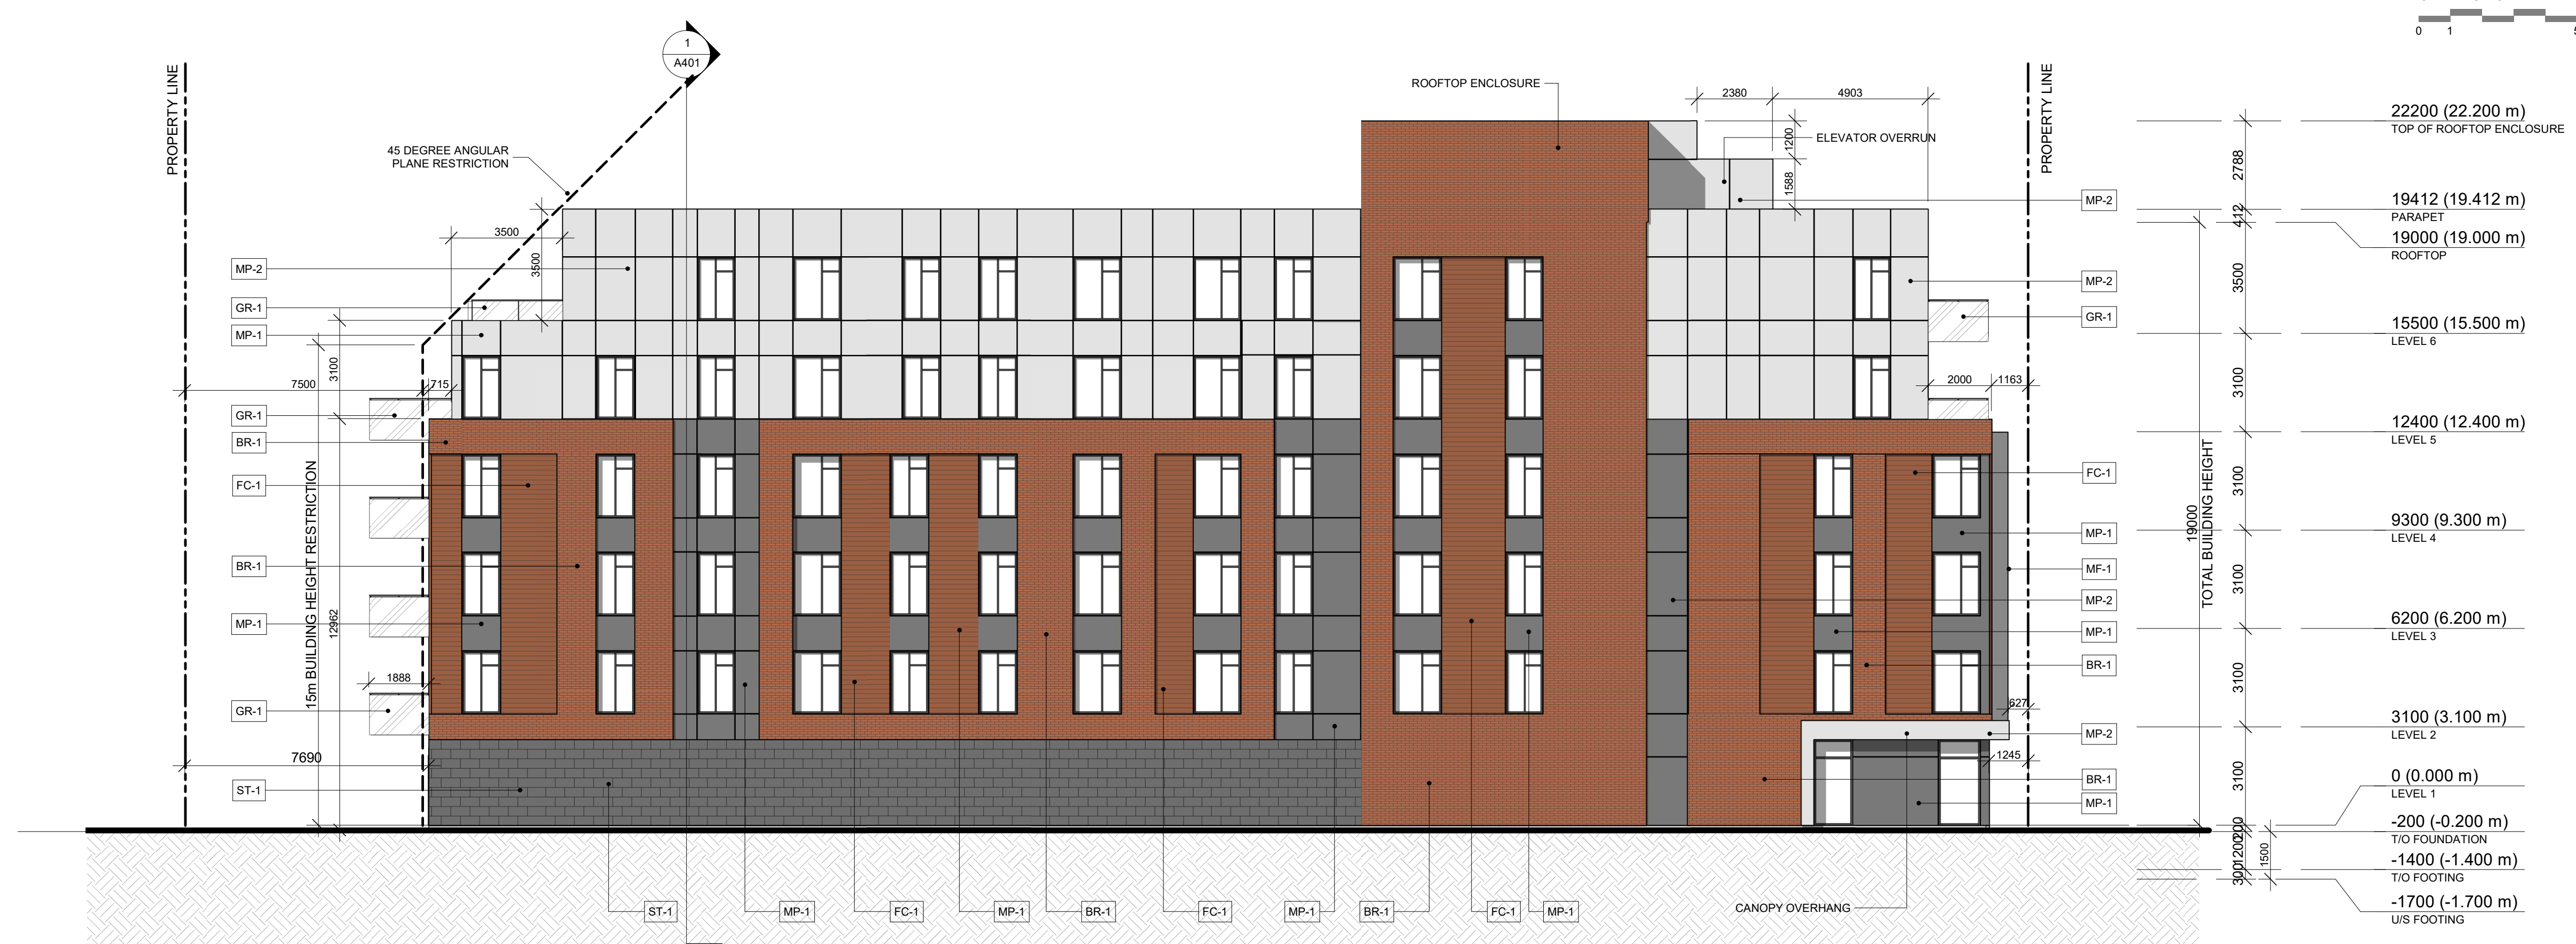 0 1 5
1
A401
PROPERTY LINE
PROPERTY LINE
45 DEGREE ANGULAR
PLANE RESTRICTION
ROOFTOP ENCLOSURE
ELEVATOR OVERRUN
2380
4903
1200
1588
3500
3500
MP-2
GR-1
MP-1
3100
7500
715
GR-1
BR-1
FC-1
15m BUILDING HEIGHT RESTRICTION
BR-1
12962
MP-1
1888
GR-1
7690
ST-1
MP-2
MP-2
GR-1
2000
1163
FC-1
MP-1
MF-1
MP-2
MP-1
BR-1
627
MP-2
1245
BR-1
MP-1
19000
TOTAL BUILDING HEIGHT
2788
412
3500
3100
3100
3100
3100
3100
200
1200
300
1500
22200 (22.200 m)
TOP OF ROOFTOP ENCLOSURE
19412 (19.412 m)
PARAPET
19000 (19.000 m)
ROOFTOP
15500 (15.500 m)
LEVEL 6
12400 (12.400 m)
LEVEL 5
9300 (9.300 m)
LEVEL 4
6200 (6.200 m)
LEVEL 3
3100 (3.100 m)
LEVEL 2
0 (0.000 m)
LEVEL 1
-200 (-0.200 m)
T/O FOUNDATION
-1400 (-1.400 m)
T/O FOOTING
-1700 (-1.700 m)
U/S FOOTING
ST-1
MP-1
FC-1
MP-1
BR-1
FC-1
MP-1
BR-1
FC-1
MP-1
CANOPY OVERHANG